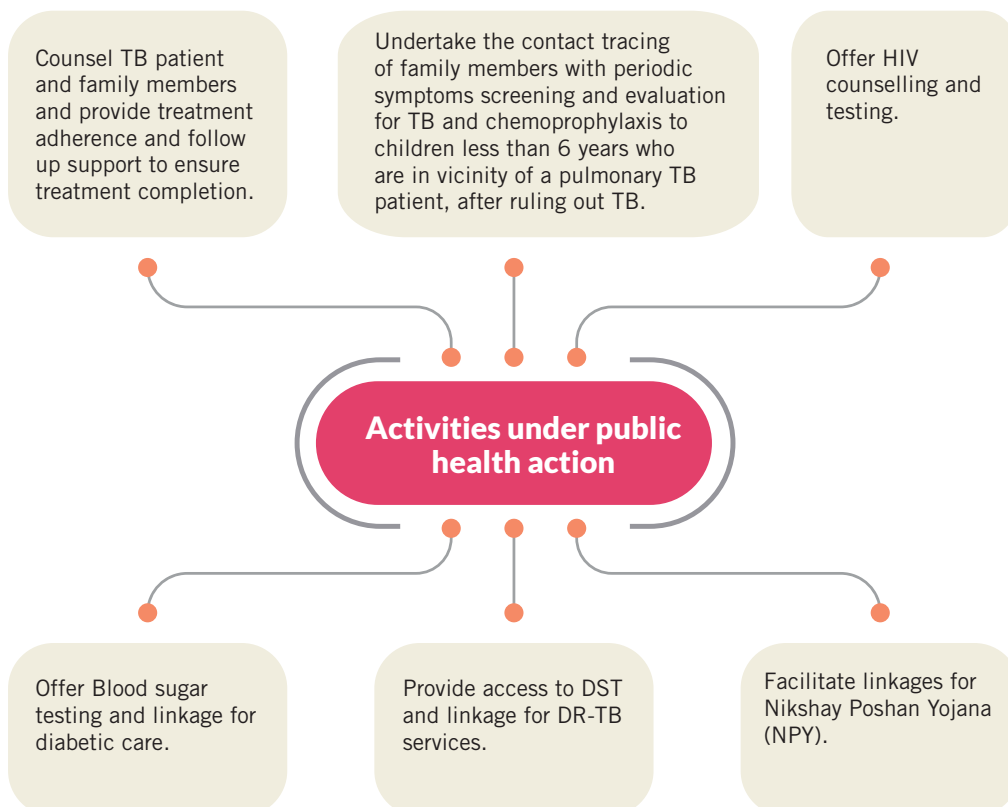 Counsel TB patient
and family members
and provide treatment
adherence and follow
up support to ensure
treatment completion.
Undertake the contact tracing
of family members with periodic
symptoms screening and evaluation
for TB and chemoprophylaxis to
children less than 6 years who
are in vicinity of a pulmonary TB
patient, after ruling out TB.
Offer HIV
counselling and
testing.
Activities under public
health action
Offer Blood sugar
testing and linkage for
diabetic care.
Provide access to DST
and linkage for DR-TB
services.
Facilitate linkages for
Nikshay Poshan Yojana
(NPY).